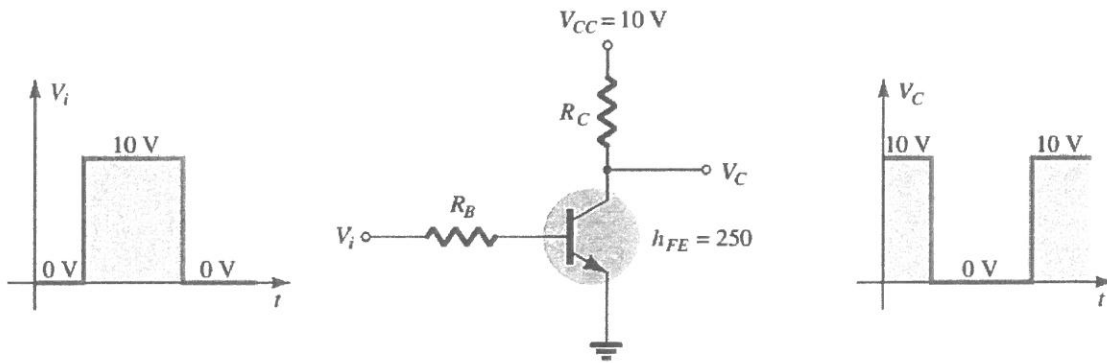 V_i
10 V
0 V
0 V
t
V_CC = 10 V
R_C
V_C
R_B
V_i
h_FE = 250
V_C
10 V
10 V
0 V
t